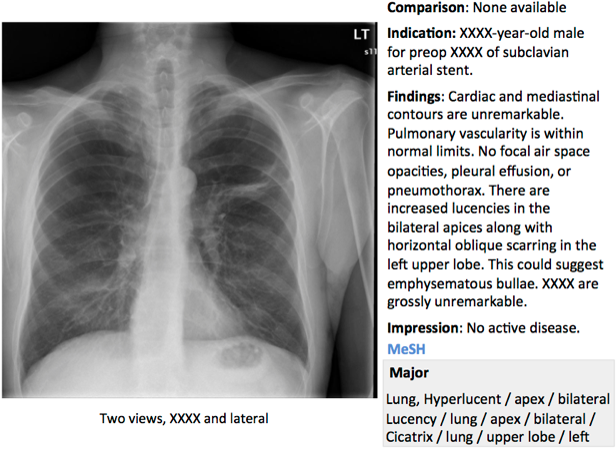 LT
s11
Two views, XXXX and lateral
Comparison: None available
Indication: XXXX-year-old male
for preop XXXX of subclavian
arterial stent.
Findings: Cardiac and mediastinal
contours are unremarkable.
Pulmonary vascularity is within
normal limits. No focal air space
opacities, pleural effusion, or
pneumothorax. There are
increased lucencies in the
bilateral apices along with
horizontal oblique scarring in the
left upper lobe. This could suggest
emphysematous bullae. XXXX are
grossly unremarkable.
Impression: No active disease.
MeSH
Major
Lung, Hyperlucent / apex / bilateral
Lucency / lung / apex / bilateral /
Cicatrix / lung / upper lobe / left